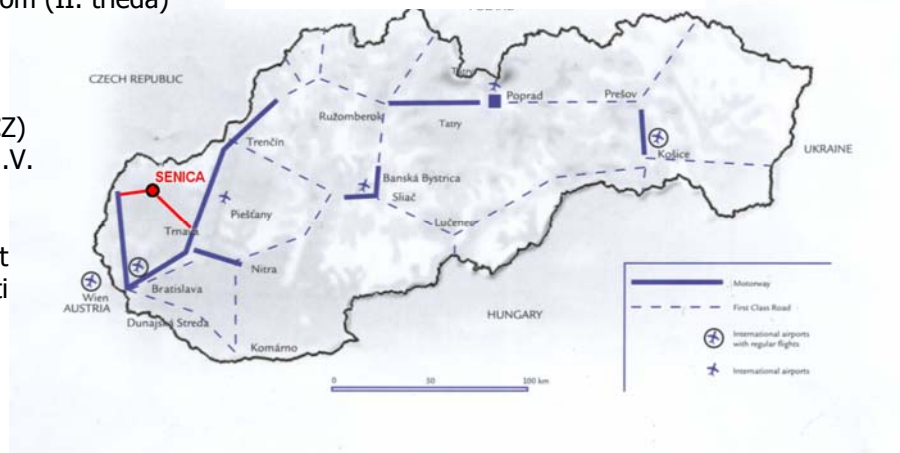 om (II. trieda)
CZECH REPUBLIC
Poprad
Prešov
Ružomberok
Tatry
CZ)
.V.
Trenčín
Košice
UKRAINE
SENICA
Banská Bystrica
Sliač
Piešťany
Trnava
Lučenec
t
ti
Nitra
Wien
AUSTRIA
Bratislava
Dunajská Streda
HUNGARY
Komárno
Motorway
First Class Road
International airports
with regular flights
International airports
0 50 100 km